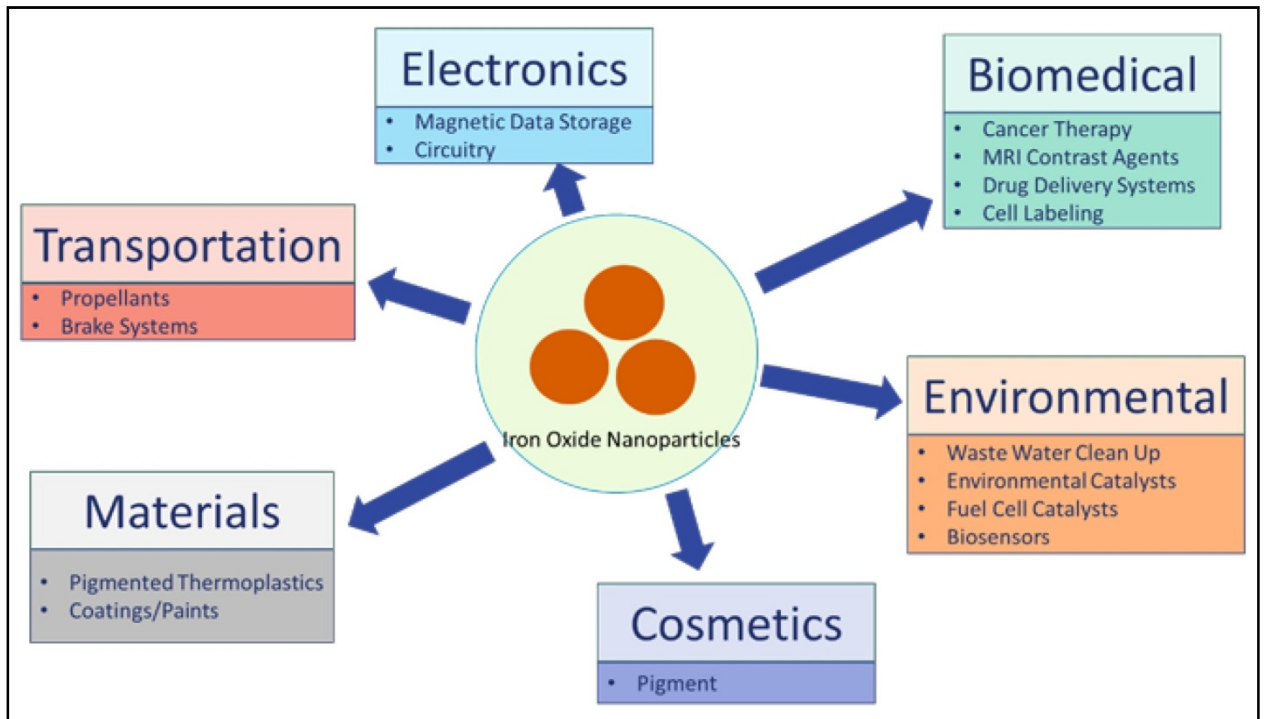 Electronics
• Magnetic Data Storage
• Circuitry
Biomedical
• Cancer Therapy
• MRI Contrast Agents
• Drug Delivery Systems
• Cell Labeling
Transportation
• Propellants
• Brake Systems
Iron Oxide Nanoparticles
Environmental
• Waste Water Clean Up
• Environmental Catalysts
• Fuel Cell Catalysts
• Biosensors
Materials
• Pigmented Thermoplastics
• Coatings/Paints
Cosmetics
• Pigment